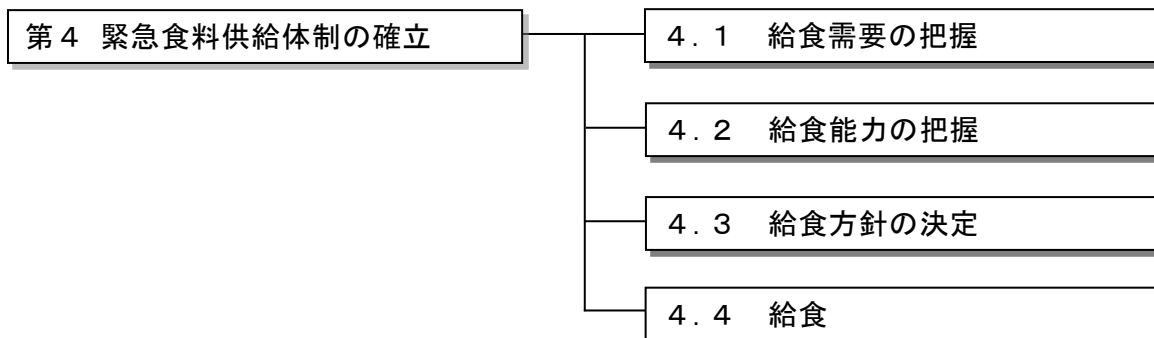 第４ 緊急食料供給体制の確立
４．１ 給食需要の把握
４．２ 給食能力の把握
４．３ 給食方針の決定
４．４ 給食